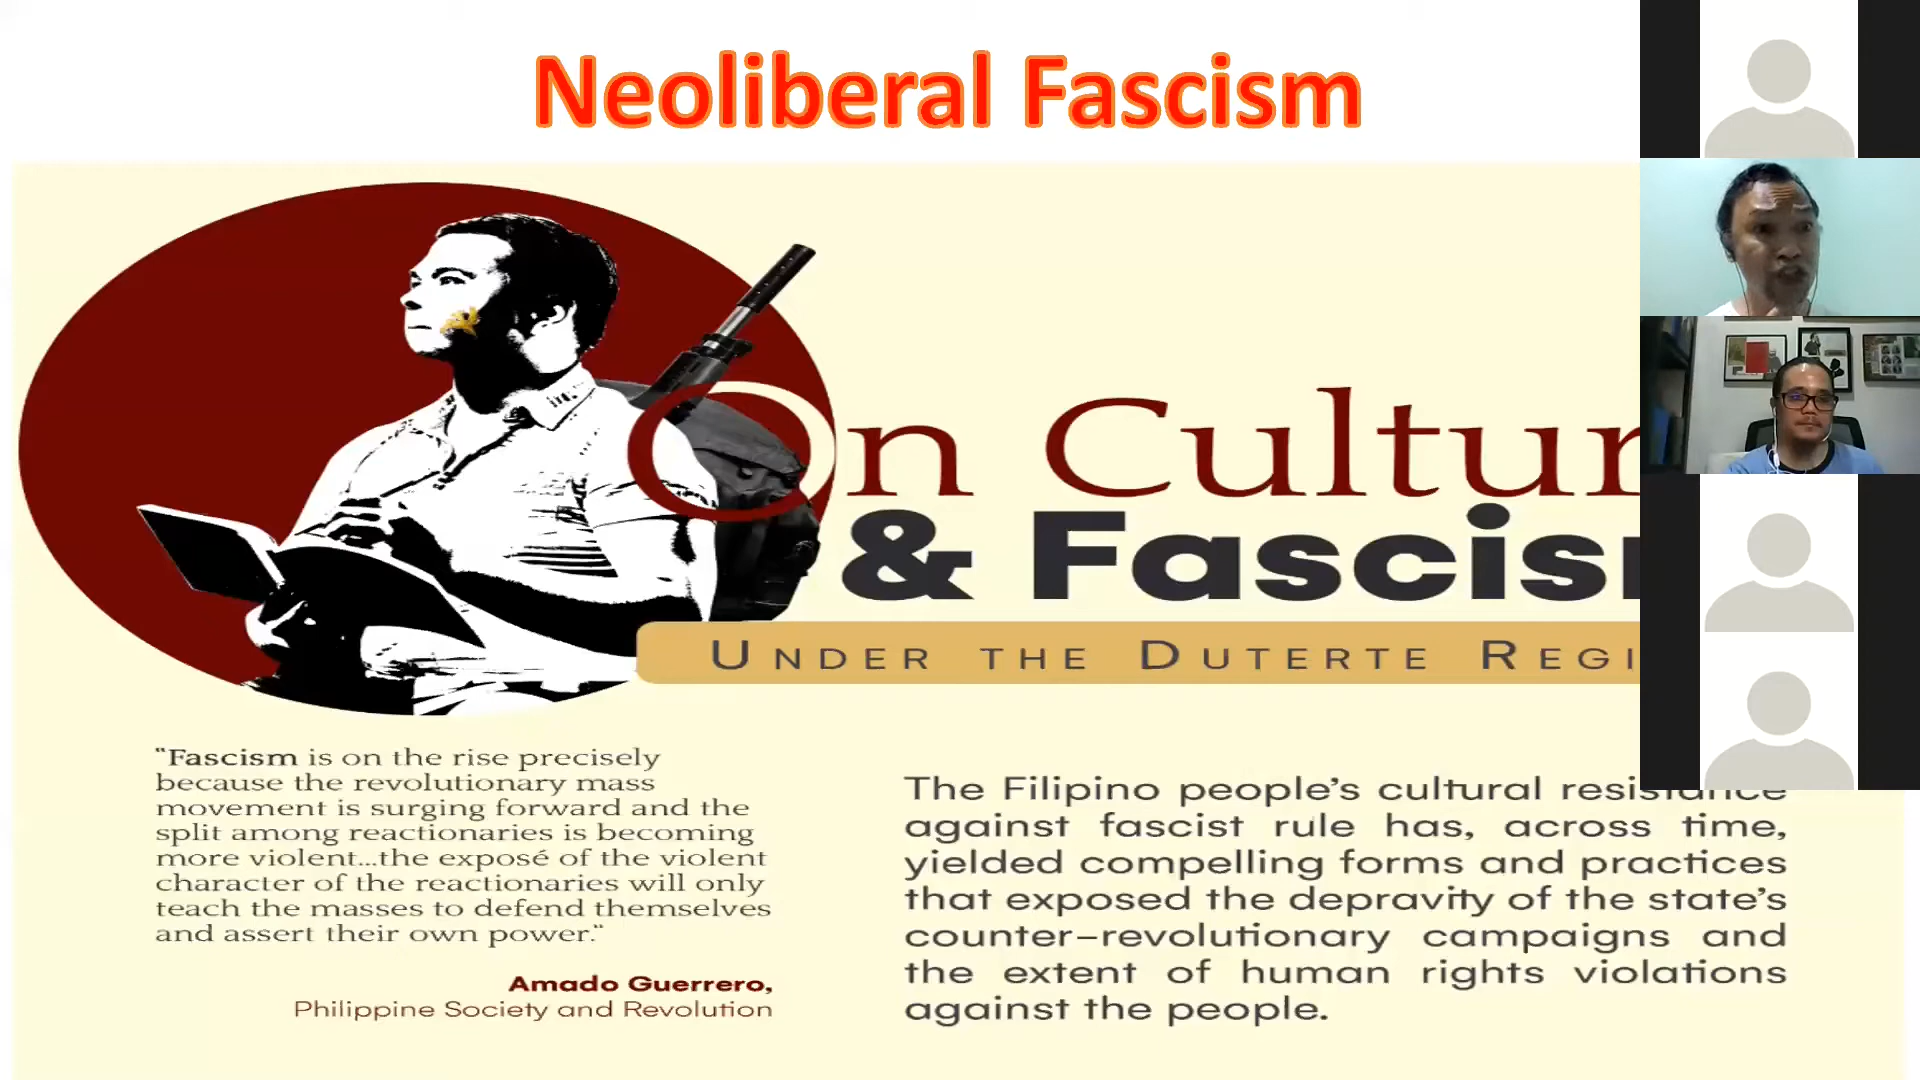 Neoliberal Fascism
On Cultur
& Fascis
UNDER THE DUTERTE REGI
"Fascism is on the rise precisely
because the revolutionary mass
movement is surging forward and the
split among reactionaries is becoming
more violent...the exposé of the violent
character of the reactionaries will only
teach the masses to defend themselves
and assert their own power."
Amado Guerrero,
Philippine Society and Revolution
The Filipino people's cultural resistance
against fascist rule has, across time,
yielded compelling forms and practices
that exposed the depravity of the state's
counter-revolutionary campaigns and
the extent of human rights violations
against the people.